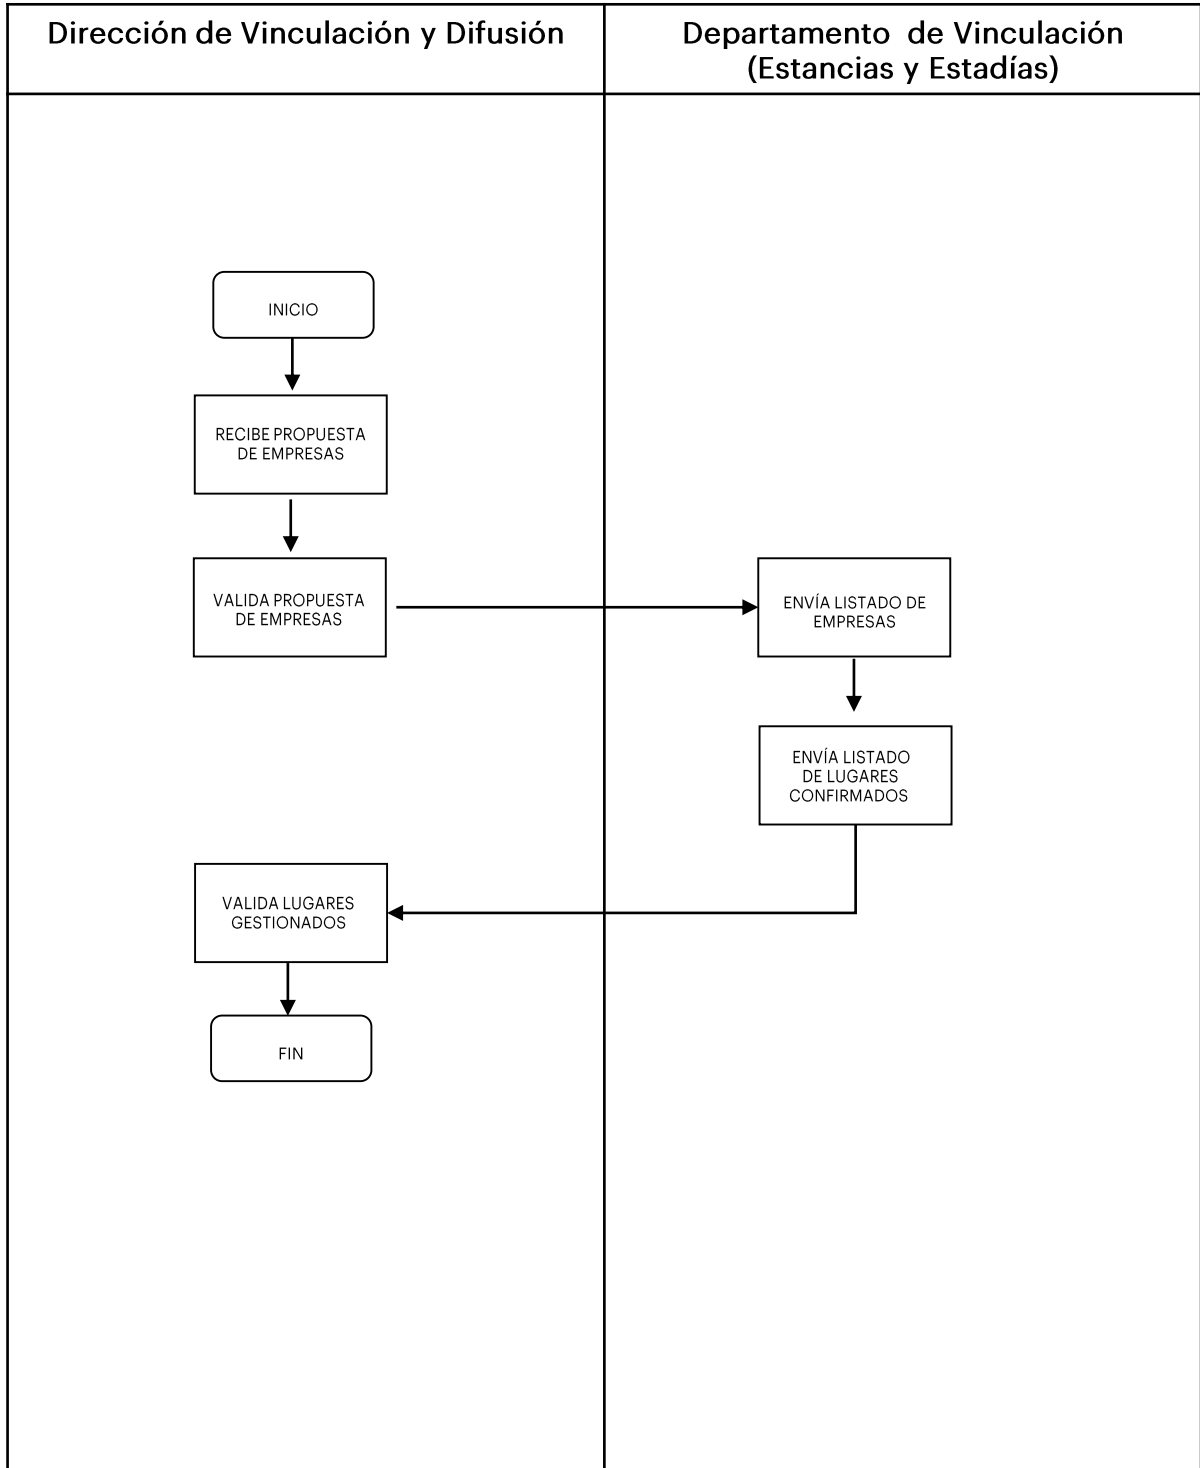 Dirección de Vinculación y Difusión
Departamento de Vinculación
(Estancias y Estadías)
INICIO
RECIBE PROPUESTA
DE EMPRESAS
VALIDA PROPUESTA
DE EMPRESAS
ENVÍA LISTADO DE
EMPRESAS
ENVÍA LISTADO
DE LUGARES
CONFIRMADOS
VALIDA LUGARES
GESTIONADOS
FIN